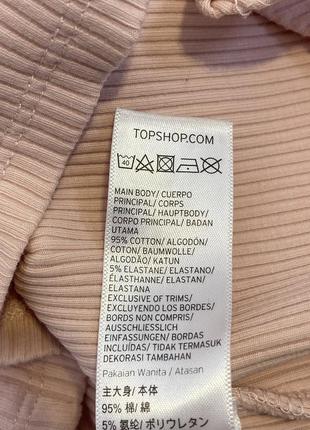 TOPSHOP.COM
40
MAIN BODY/ CUERPO
PRINCIPAL/ CORPS
PRINCIPAL/ HAUPTBODY/
CORPO PRINCIPAL/ BADAN
UTAMA
95% COTTON/ ALGODÓN/
COTON/ BAUMWOLLE/
ALGODÃO/ KATUN
5% ELASTANE/ ELASTANO/
ÉLASTHANNE/ ELASTAN/
ELASTANO
EXCLUSIVE OF TRIMS/
EXCLUYENDO LOS BORDES/
BORDS NON COMPRIS/
AUSSCHLIESSLICH
EINFASSUNGEN/ BORDAS
INCLUÍDAS/ TIDAK TERMASUK
DEKORASI TAMBAHAN
Pakaian Wanita / Atasan
主大身/ 本体
95% 棉/ 綿
5% 氨纶/ ポリウレタン